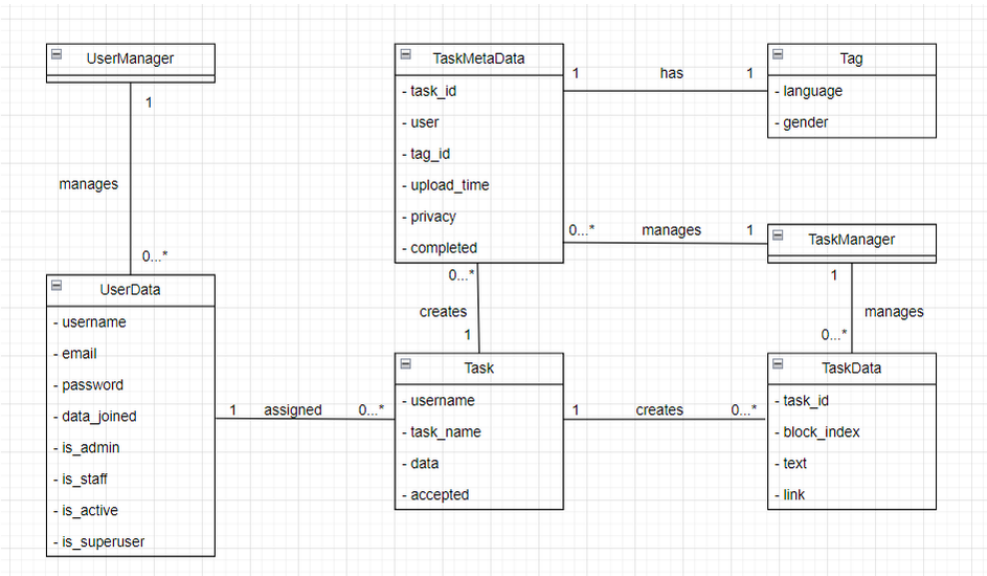 UserManager
1
manages
0...*
UserData
- username
- email
- password
- data_joined
- is_admin
- is_staff
- is_active
- is_superuser
1 assigned 0...*
TaskMetaData
- task_id
- user
- tag_id
- upload_time
- privacy
- completed
1 has 1
Tag
- language
- gender
0...* manages 1
TaskManager
0...*
creates
1
Task
- username
- task_name
- data
- accepted
1 creates 0...*
1
manages
0...*
TaskData
- task_id
- block_index
- text
- link